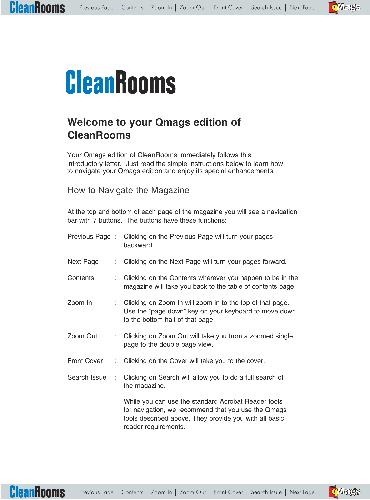 CleanRooms Previous Page | Contents | Zoom In | Zoom Out | Front Cover | Search Issue | Next Page Qmags
CleanRooms
Welcome to your Qmags edition of
CleanRooms
Your Qmags edition of CleanRooms immediately follows this
introductory letter. Just read the simple instructions below to learn how
to navigate your Qmags edition and enjoy its special enhancements.
How to Navigate the Magazine
At the top and bottom of each page of the magazine you will see a navigation
bar with 7 buttons. The buttons have these functions:
Previous Page : Clicking on the Previous Page will turn your pages
backward.
Next Page : Clicking on the Next Page will turn your pages forward.
Contents : Clicking on the Contents wherever you happen to be in the
magazine will take you back to the table of contents page.
Zoom In : Clicking on Zoom In will zoom in to the top of that page.
Use the "page down" key on your keyboard to move down
to the bottom half of that page.
Zoom Out : Clicking on Zoom Out will take you from a zoomed single
page to the double page view.
Front Cover : Clicking on the Cover will take you to the cover.
Search Issue : Clicking on Search will allow you to do a full search of
the magazine.
While you can use the standard Acrobat Reader tools
for navigation, we recommend that you use the Qmags
tools described above. They provide you with all basic
reader requirements.
CleanRooms Previous Page | Contents | Zoom In | Zoom Out | Front Cover | Search Issue | Next Page Qmags